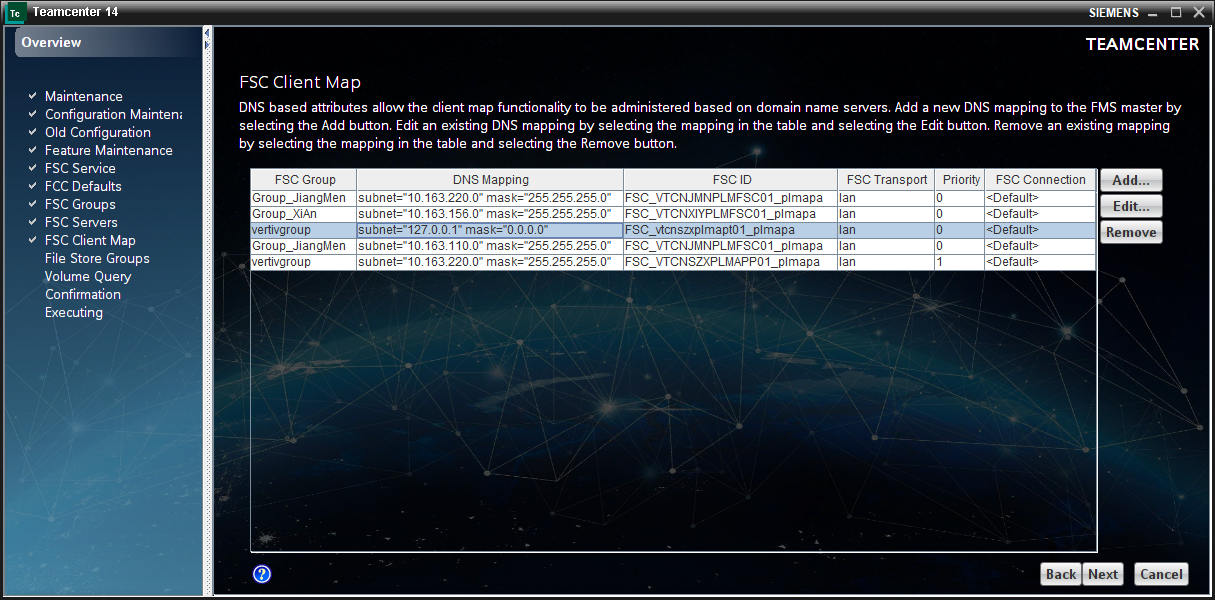 Tc Teamcenter 14 SIEMENS
Overview
TEAMCENTER
Maintenance
Configuration Maintena
Old Configuration
Feature Maintenance
FSC Service
FCC Defaults
FSC Groups
FSC Servers
FSC Client Map
File Store Groups
Volume Query
Confirmation
Executing
FSC Client Map
DNS based attributes allow the client map functionality to be administered based on domain name servers. Add a new DNS mapping to the FMS master by
selecting the Add button. Edit an existing DNS mapping by selecting the mapping in the table and selecting the Edit button. Remove an existing mapping
by selecting the mapping in the table and selecting the Remove button.
FSC Group DNS Mapping FSC ID FSC Transport Priority FSC Connection
Group_JiangMen subnet="10.163.220.0" mask="255.255.255.0" FSC_VTCNJMNPLMFSC01_plmapa lan 0 <Default>
Group_XiAn subnet="10.163.156.0" mask="255.255.255.0" FSC_VTCNXIYPLMFSC01_plmapa lan 0 <Default>
vertivgroup subnet="127.0.0.1" mask="0.0.0.0" FSC_vtcnszxplmapt01_plmapa lan 0 <Default>
Group_JiangMen subnet="10.163.110.0" mask="255.255.255.0" FSC_VTCNJMNPLMFSC01_plmapa lan 0 <Default>
vertivgroup subnet="10.163.220.0" mask="255.255.255.0" FSC_VTCNSZXPLMAPP01_plmapa lan 1 <Default>
Add...
Edit...
Remove
?
Back Next Cancel